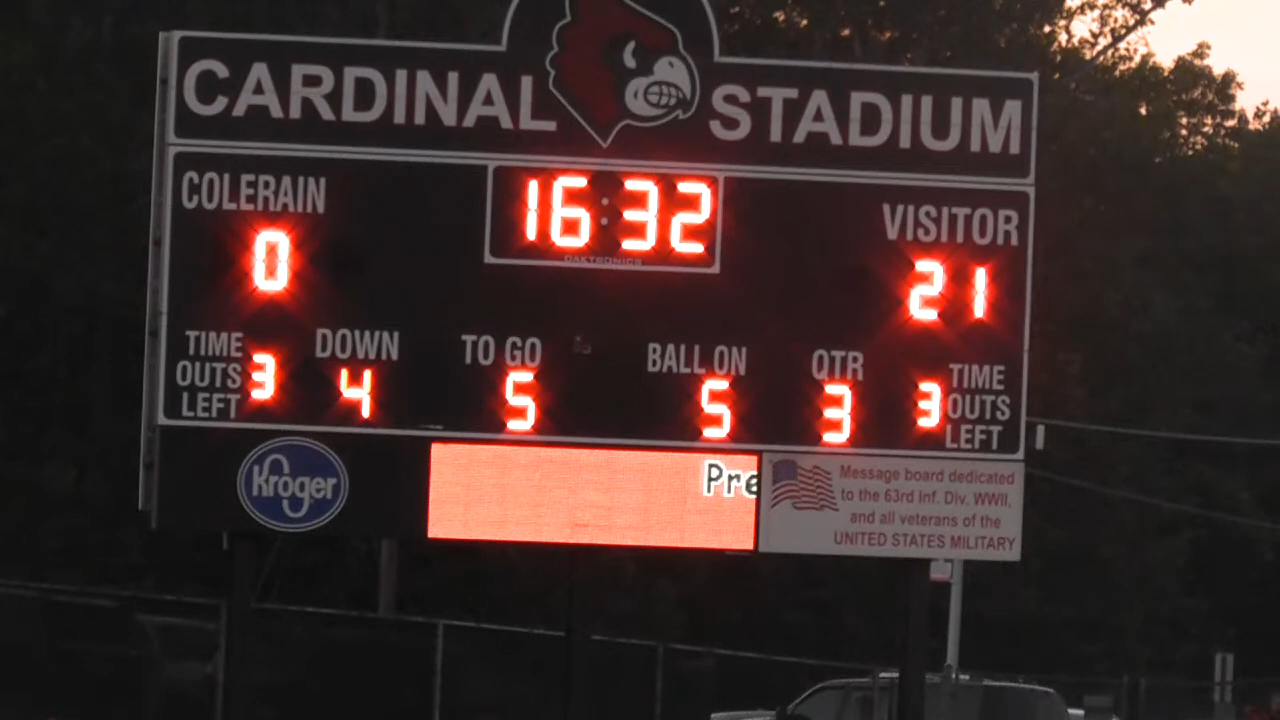 CARDINAL STADIUM
COLERAIN
16:32
VISITOR
0
DAKTRONICS
21
TIME OUTS LEFT 3
DOWN 4
TO GO 5
BALL ON 5
QTR 3
3 TIME OUTS LEFT
Kroger
Pre
Message board dedicated
to the 63rd Inf. Div. WWII,
and all veterans of the
UNITED STATES MILITARY